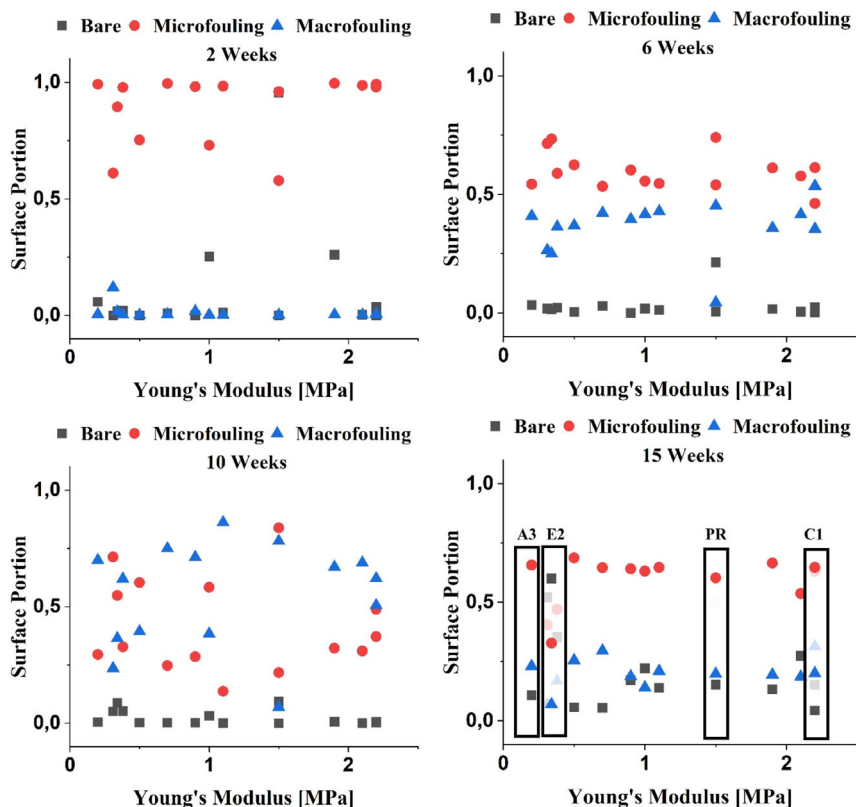 Bare Microfouling Macrofouling
2 Weeks
1,0
0,5
0,0
0 1 2
Surface Portion
Young's Modulus [MPa]
Bare Microfouling Macrofouling
6 Weeks
1,0
0,5
0,0
0 1 2
Surface Portion
Young's Modulus [MPa]
Bare Microfouling Macrofouling
10 Weeks
1,0
0,5
0,0
0 1 2
Surface Portion
Young's Modulus [MPa]
Bare Microfouling Macrofouling
15 Weeks
1,0
A3 E2 PR C1
0,5
0,0
0 1 2
Surface Portion
Young's Modulus [MPa]